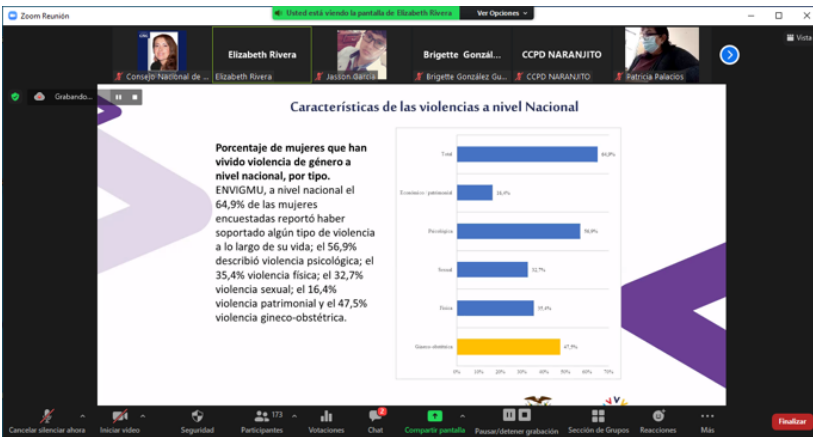 Zoom Reunión
Usted está viendo la pantalla de Elizabeth Rivera
Ver Opciones
Vista
Elizabeth Rivera
Brigette Gonzál...
CCPD NARANJITO
Consejo Nacional de ...
Elizabeth Rivera
Jasson García
Brigette González Gu...
CCPD NARANJITO
Patricia Palacios
Grabando...
Características de las violencias a nivel Nacional
Porcentaje de mujeres que han
vivido violencia de género a
nivel nacional, por tipo.
ENVIGMU, a nivel nacional el
64,9% de las mujeres
encuestadas reportó haber
soportado algún tipo de violencia
a lo largo de su vida; el 56,9%
describió violencia psicológica; el
35,4% violencia física; el 32,7%
violencia sexual; el 16,4%
violencia patrimonial y el 47,5%
violencia gineco-obstétrica.
Total
64,9%
Económica - patrimonial
16,4%
Psicológica
56,9%
Sexual
32,7%
Física
35,4%
Gineco-obstétrica
47,5%
0% 10% 20% 30% 40% 50% 60% 70%
Cancelar silenciar ahora
Iniciar video
Seguridad
173
Participantes
Votaciones
2
Chat
Compartir pantalla
Pausar/detener grabación
Sección de Grupos
Reacciones
Más
Finalizar